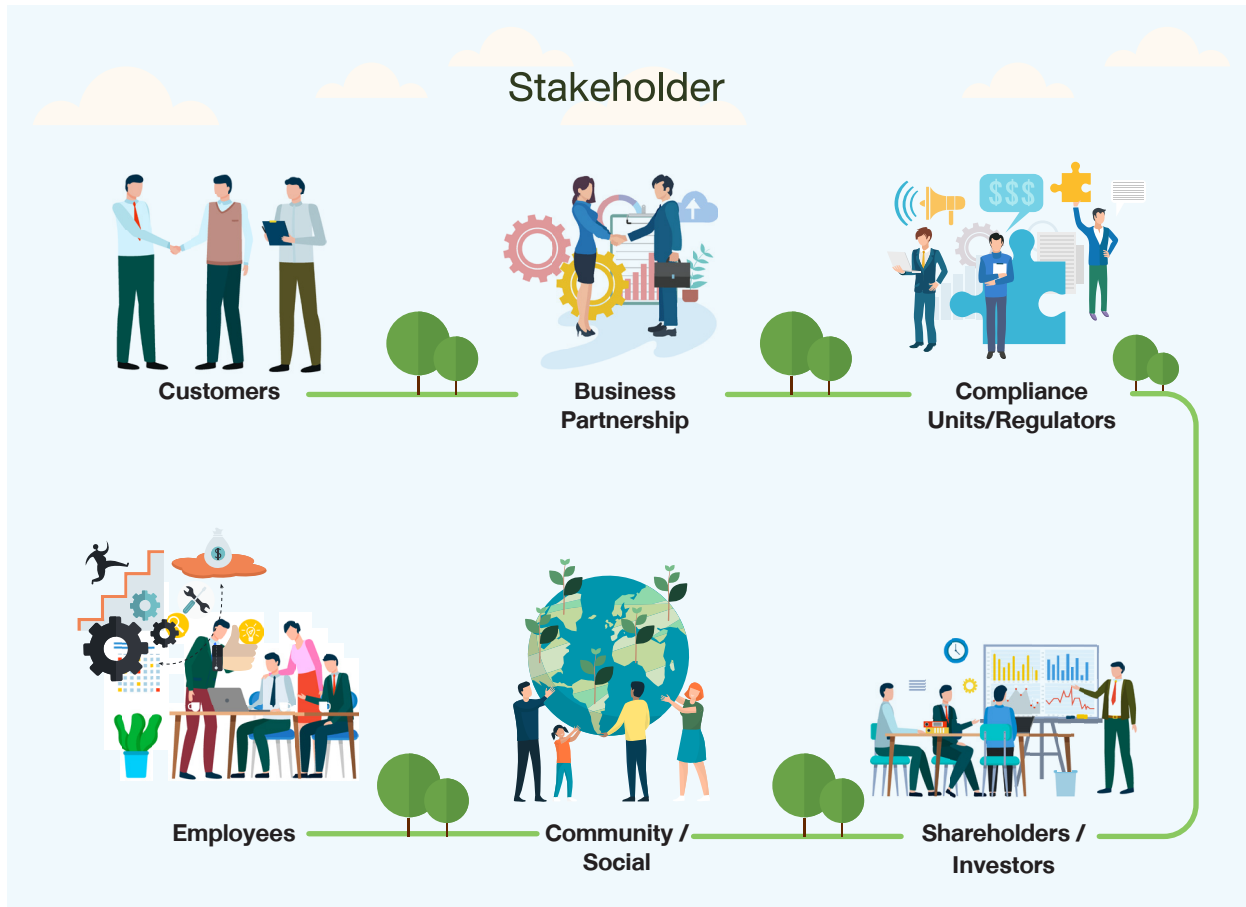 Stakeholder
$$$
Customers
Business
Partnership
Compliance
Units/Regulators
$
Employees
Community /
Social
Shareholders /
Investors